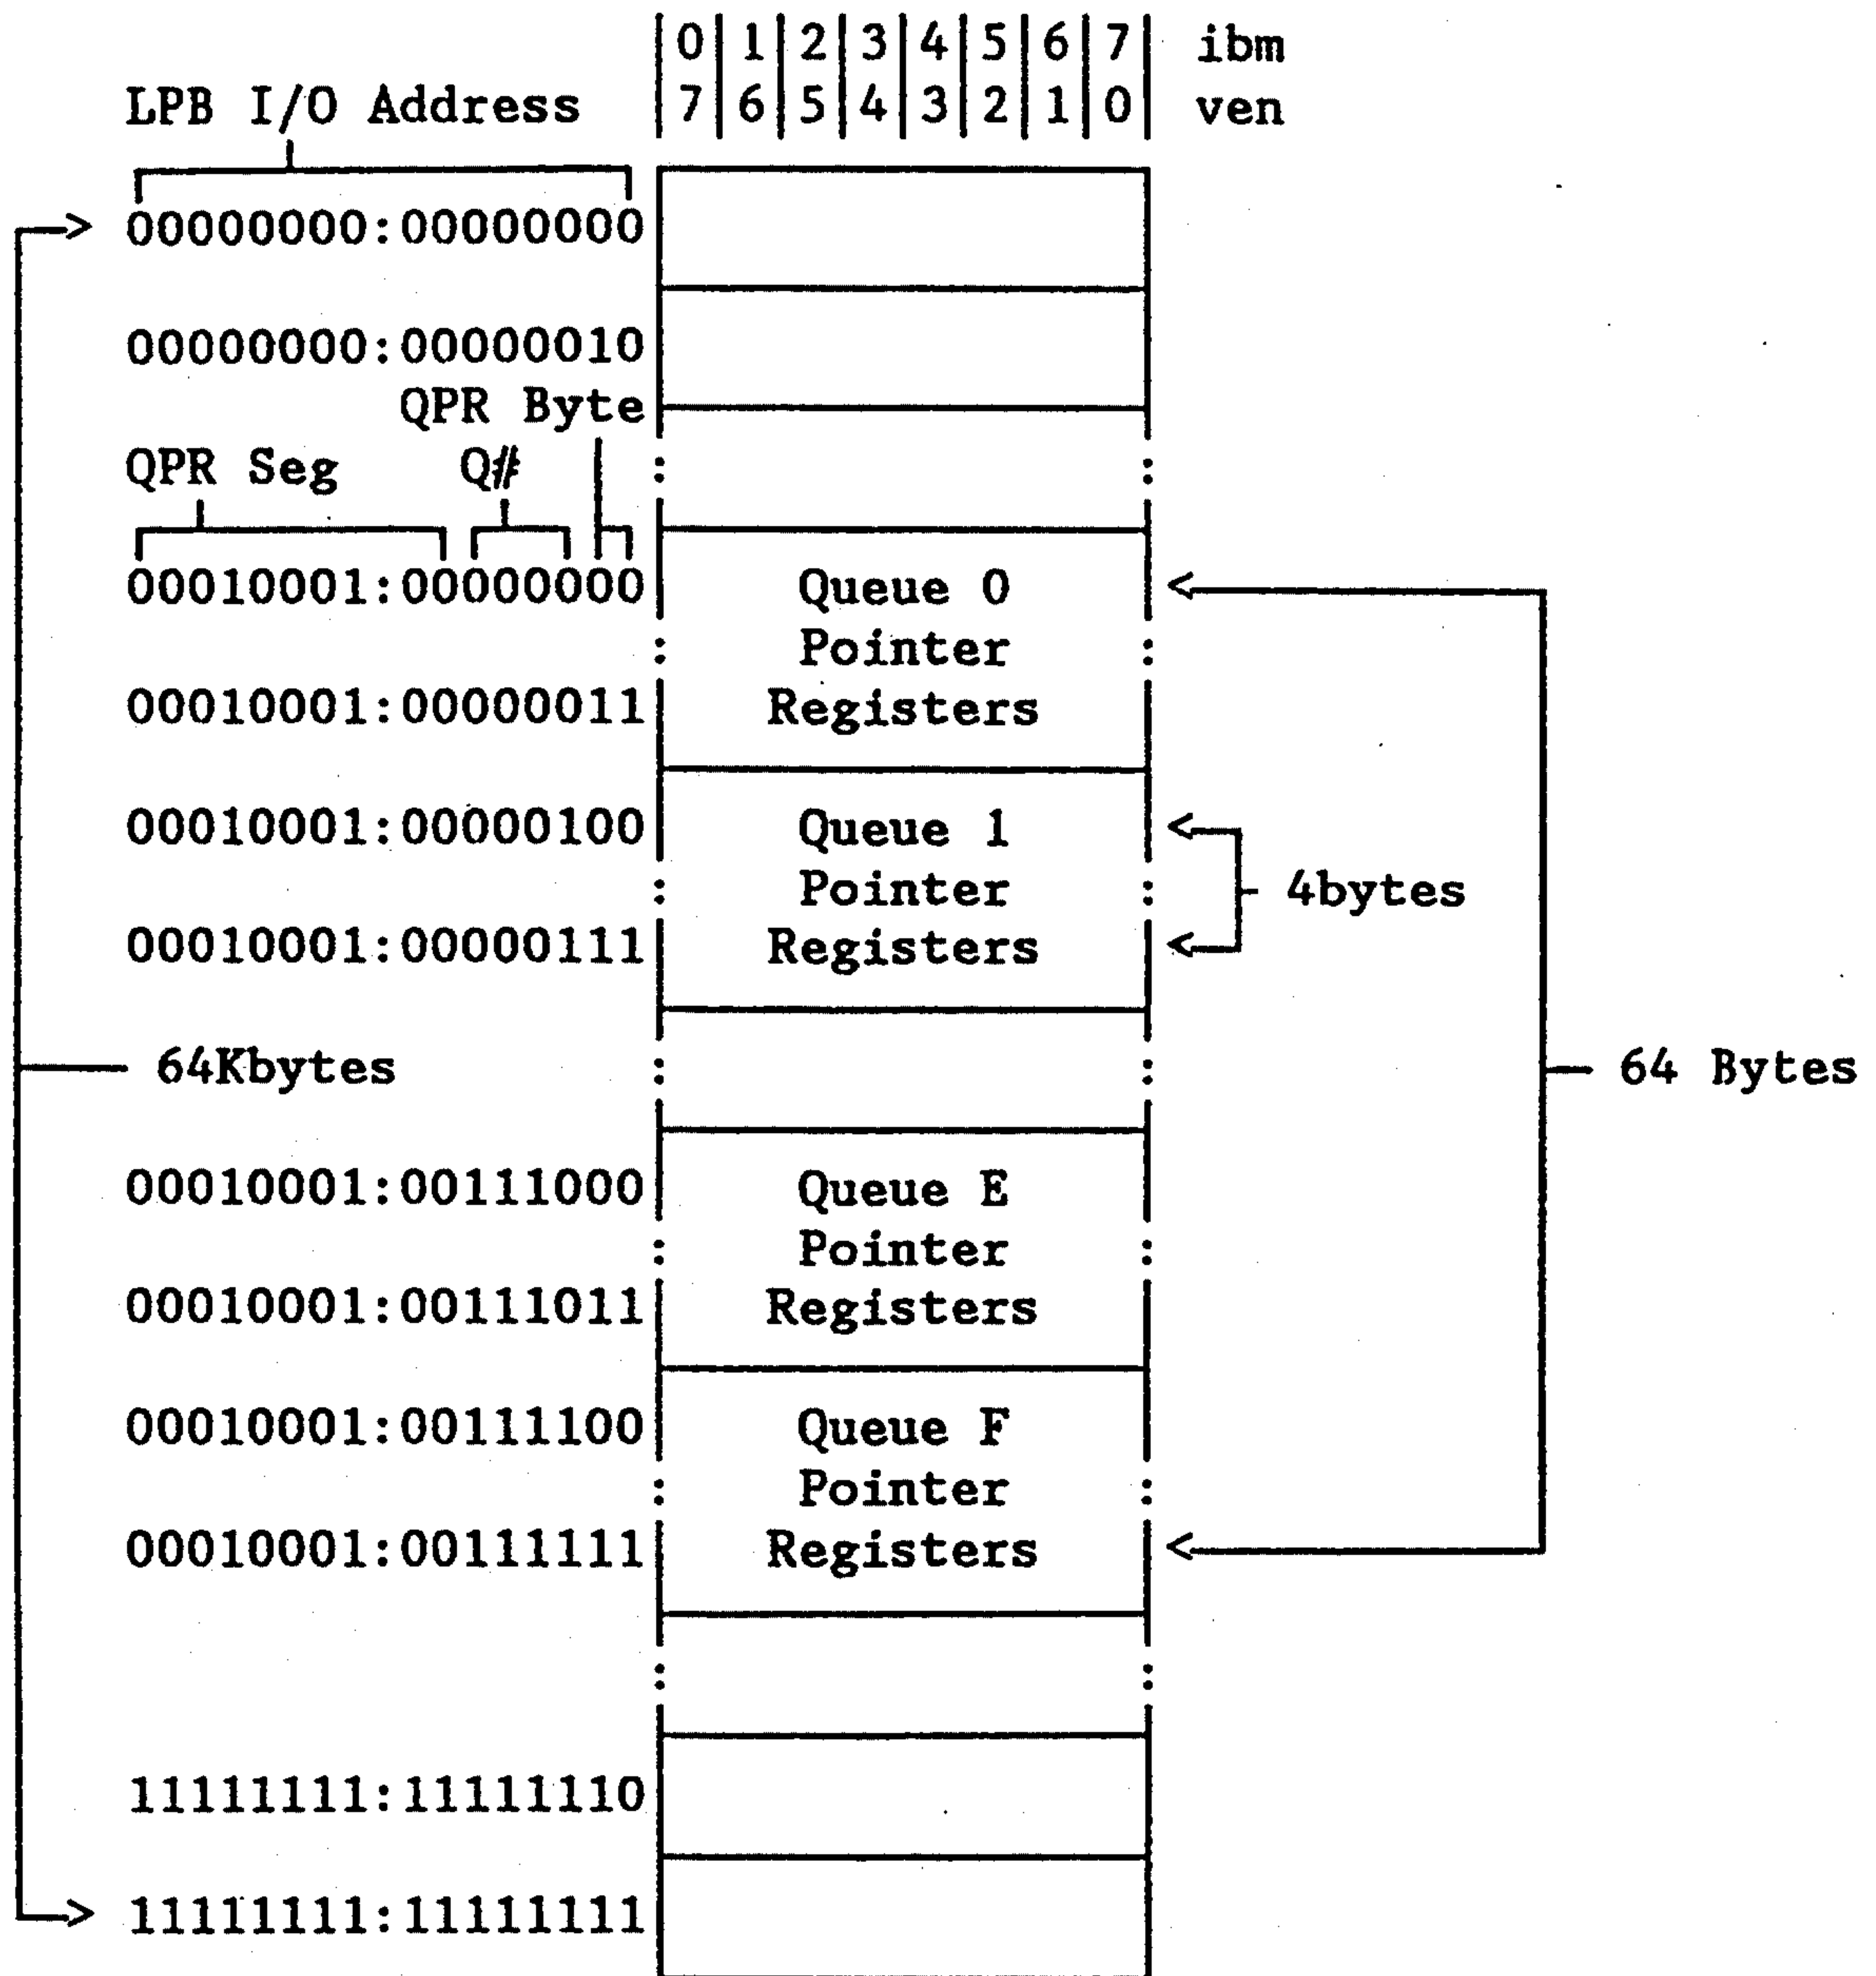 0 1 2 3 4 5 6 7 ibm
LPB I/O Address 7 6 5 4 3 2 1 0 ven
00000000:00000000
00000000:00000010
QPR Byte
QPR Seg Q# :  :
00010001:00000000 Queue 0
: Pointer :
00010001:00000011 Registers
00010001:00000100 Queue 1
: Pointer : 4bytes
00010001:00000111 Registers
64Kbytes :  : 64 Bytes
00010001:00111000 Queue E
: Pointer :
00010001:00111011 Registers
00010001:00111100 Queue F
: Pointer :
00010001:00111111 Registers
:  :
11111111:11111110
11111111:11111111